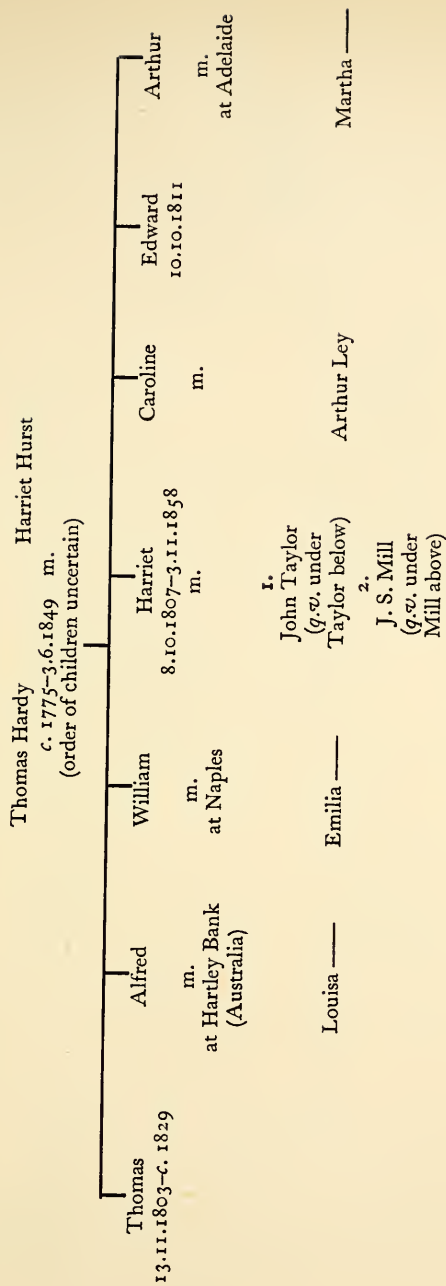 Thomas Hardy m. Harriet Hurst
c. 1775–3.6.1849
(order of children uncertain)
Thomas
13.11.1803–c. 1829
Alfred
m.
at Hartley Bank
(Australia)
Louisa ——
William
m.
at Naples
Emilia ——
Harriet
8.10.1807–3.11.1858
m.
1.
John Taylor
(q.v. under
Taylor below)
2.
J. S. Mill
(q.v. under
Mill above)
Caroline
m.
Arthur Ley
Edward
10.10.1811
Arthur
m.
at Adelaide
Martha ——